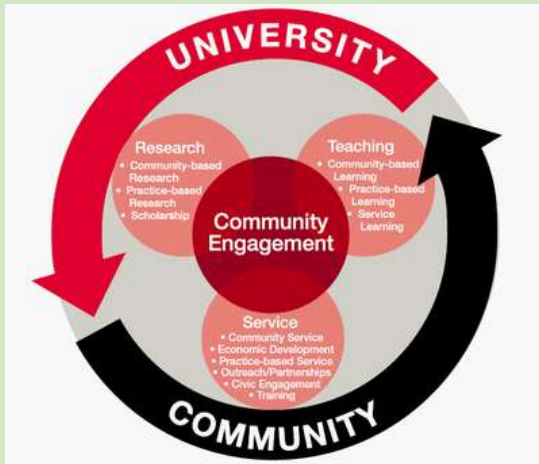 UNIVERSITY
Research
• Community-based
Research
• Practice-based
Research
• Scholarship
Teaching
• Community-based
Learning
• Practice-based
Learning
• Service
Learning
Community
Engagement
Service
• Community Service
• Economic Development
• Practice-based Service
• Outreach/Partnerships
• Civic Engagement
• Training
COMMUNITY